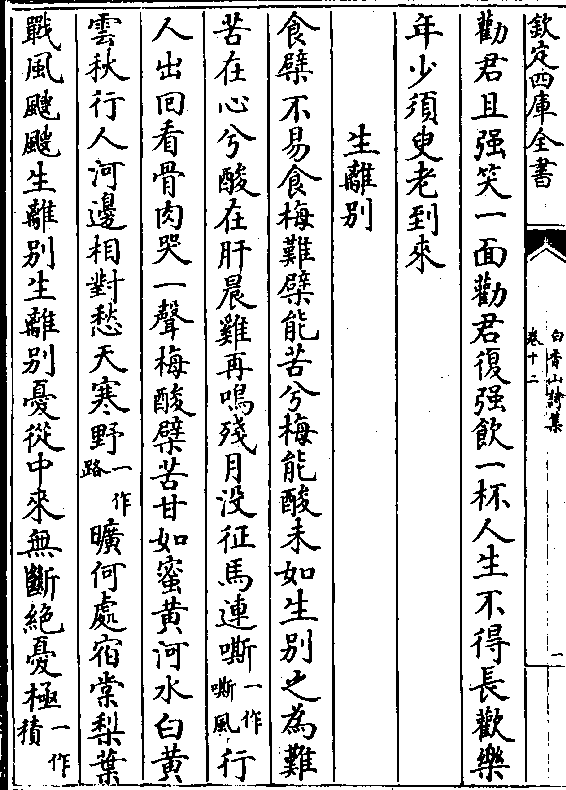 欽定四庫全書
白香山詩集
卷十二
一
勸君且强笑一面勸君復强飲一杯人生不得長歡樂
年少須臾老到來
生離别
食檗不易食梅難檗能苦兮梅能酸未如生别之為難
苦在心兮酸在肝晨雞再鳴殘月没征馬連嘶一作嘶風行
人出回看骨肉哭一聲梅酸檗苦甘如蜜黄河水白黄
雲秋行人河邊相對愁天寒野一作路曠何處宿棠梨葉
戰風颼颼生離别生離别憂從中來無斷絶憂極一作積